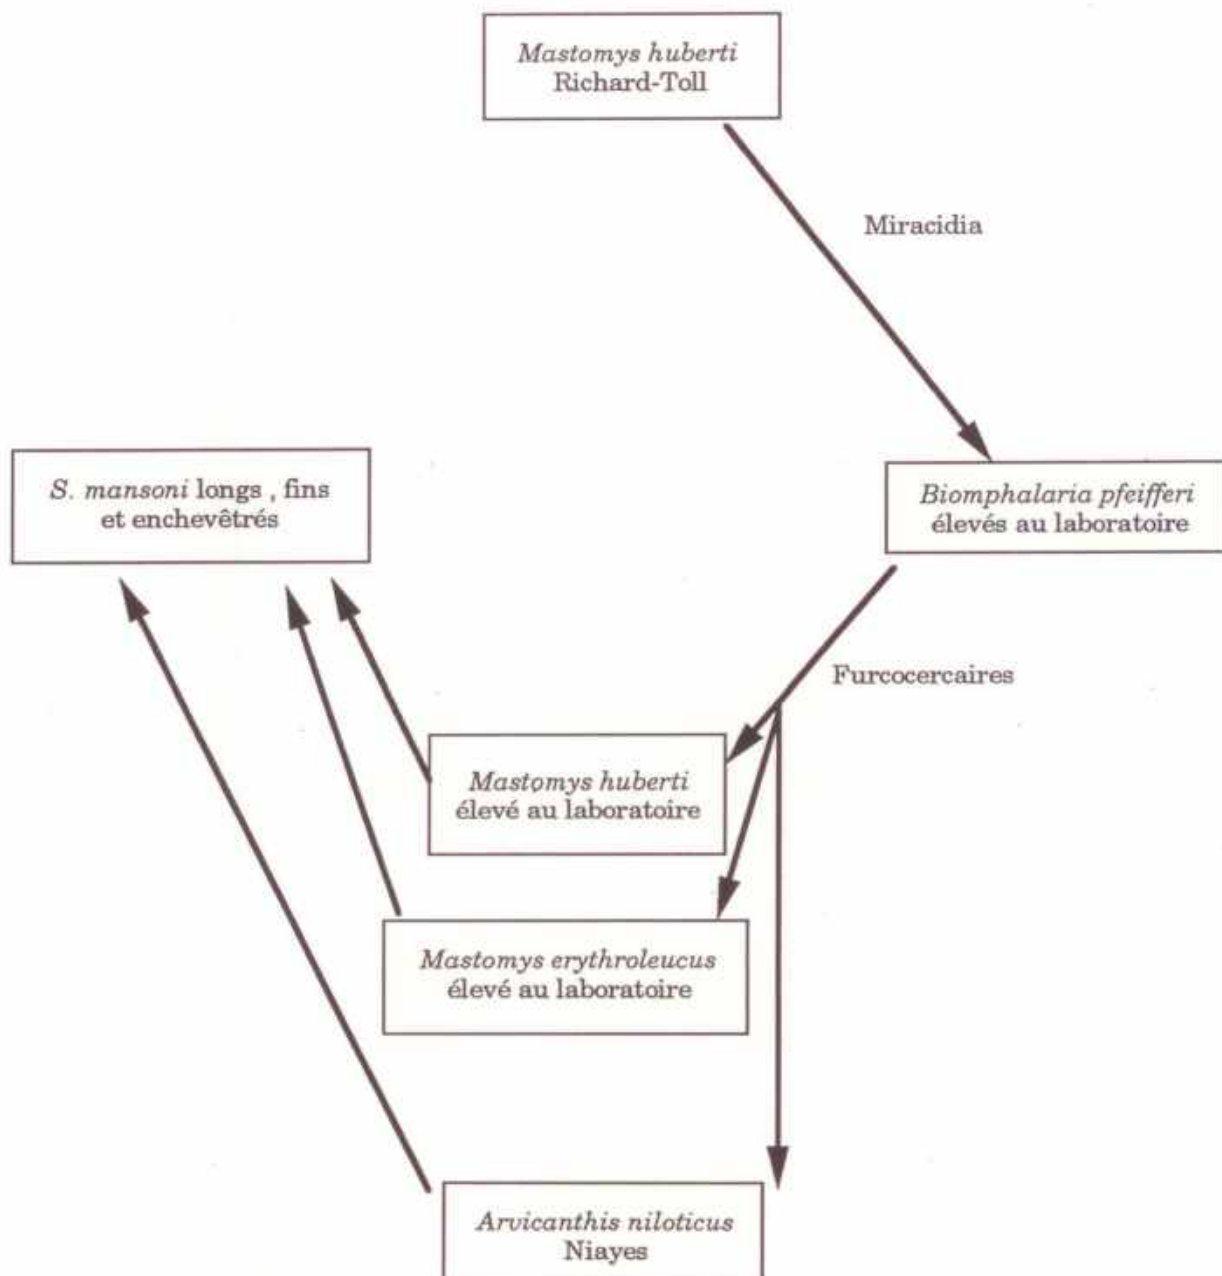 Mastomys huberti
Richard-Toll
Miracidia
S. mansoni longs , fins
et enchevêtrés
Biomphalaria pfeifferi
élevés au laboratoire
Furcocercaires
Mastomys huberti
élevé au laboratoire
Mastomys erythroleucus
élevé au laboratoire
Arvicanthis niloticus
Niayes